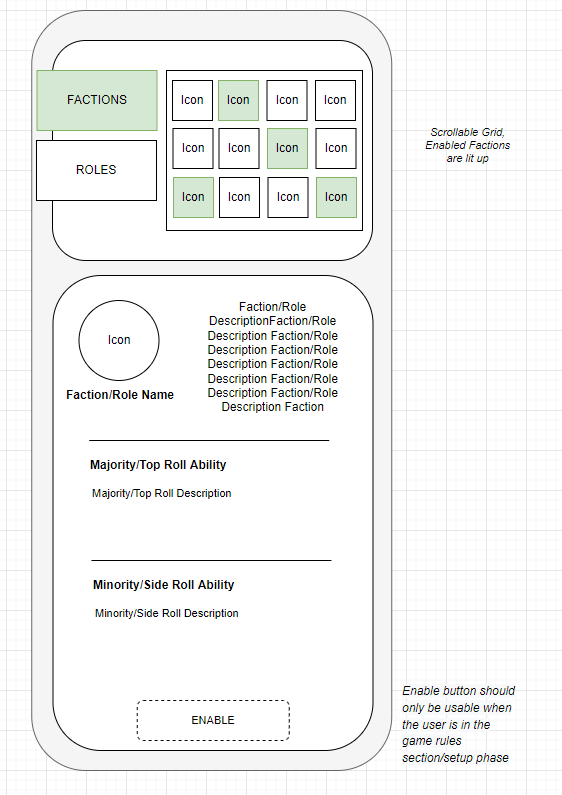 FACTIONS
ROLES
Icon Icon Icon Icon
Icon Icon Icon Icon
Icon Icon Icon Icon
Scrollable Grid,
Enabled Factions
are lit up
Icon
Faction/Role Name
Faction/Role
DescriptionFaction/Role
Description Faction/Role
Description Faction/Role
Description Faction/Role
Description Faction/Role
Description Faction/Role
Description Faction
Majority/Top Roll Ability
Majority/Top Roll Description
Minority/Side Roll Ability
Minority/Side Roll Description
ENABLE
Enable button should
only be usable when
the user is in the
game rules
section/setup phase